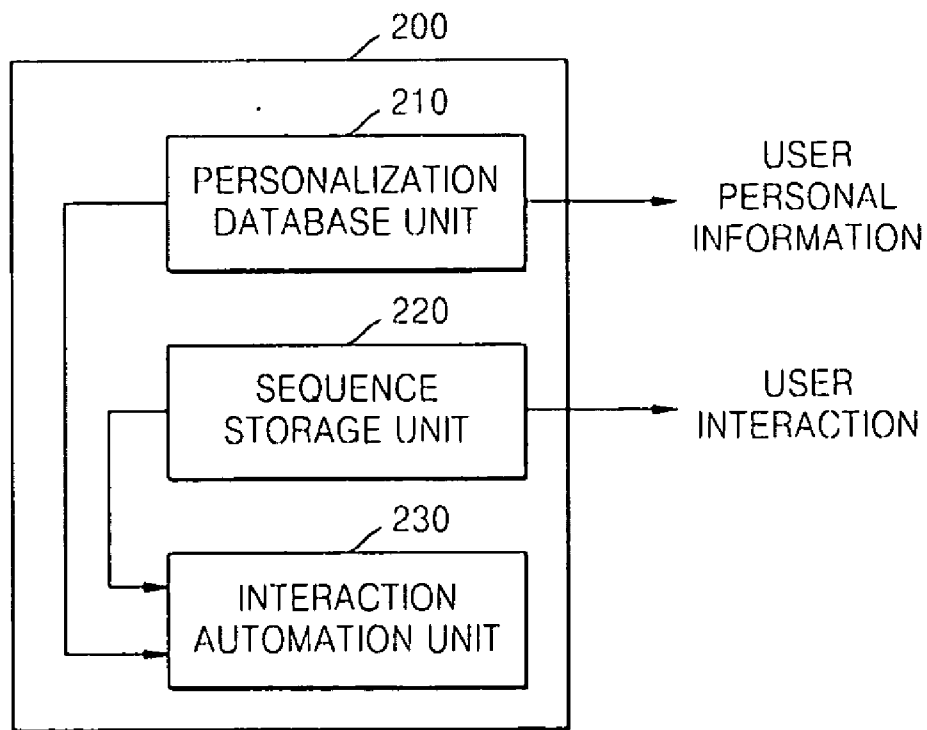 200
210
PERSONALIZATION
DATABASE UNIT
USER
PERSONAL
INFORMATION
220
SEQUENCE
STORAGE UNIT
USER
INTERACTION
230
INTERACTION
AUTOMATION UNIT